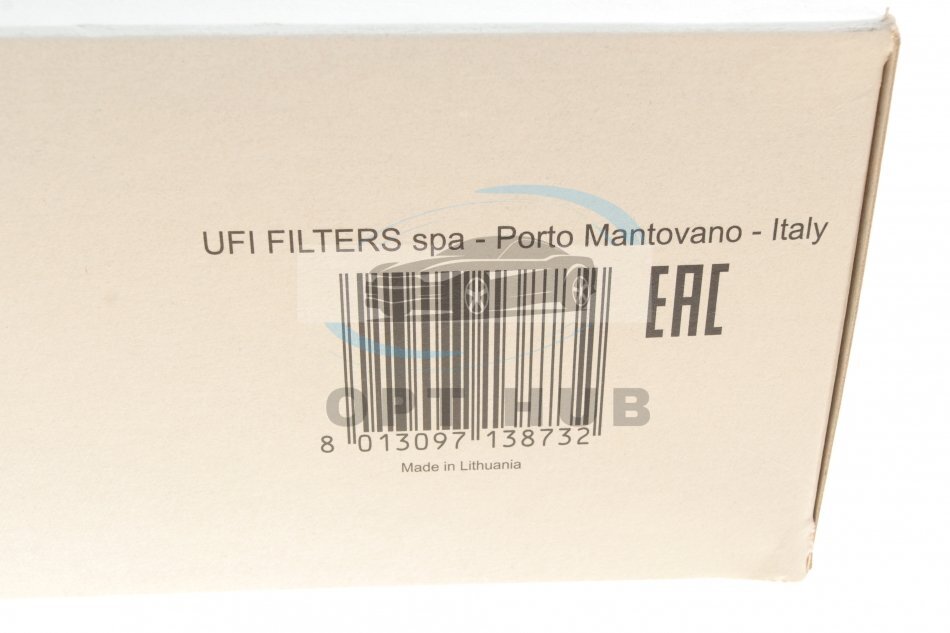 UFI FILTERS spa - Porto Mantovano - Italy
EAC
OPT HUB
8 013097 138732
Made in Lithuania